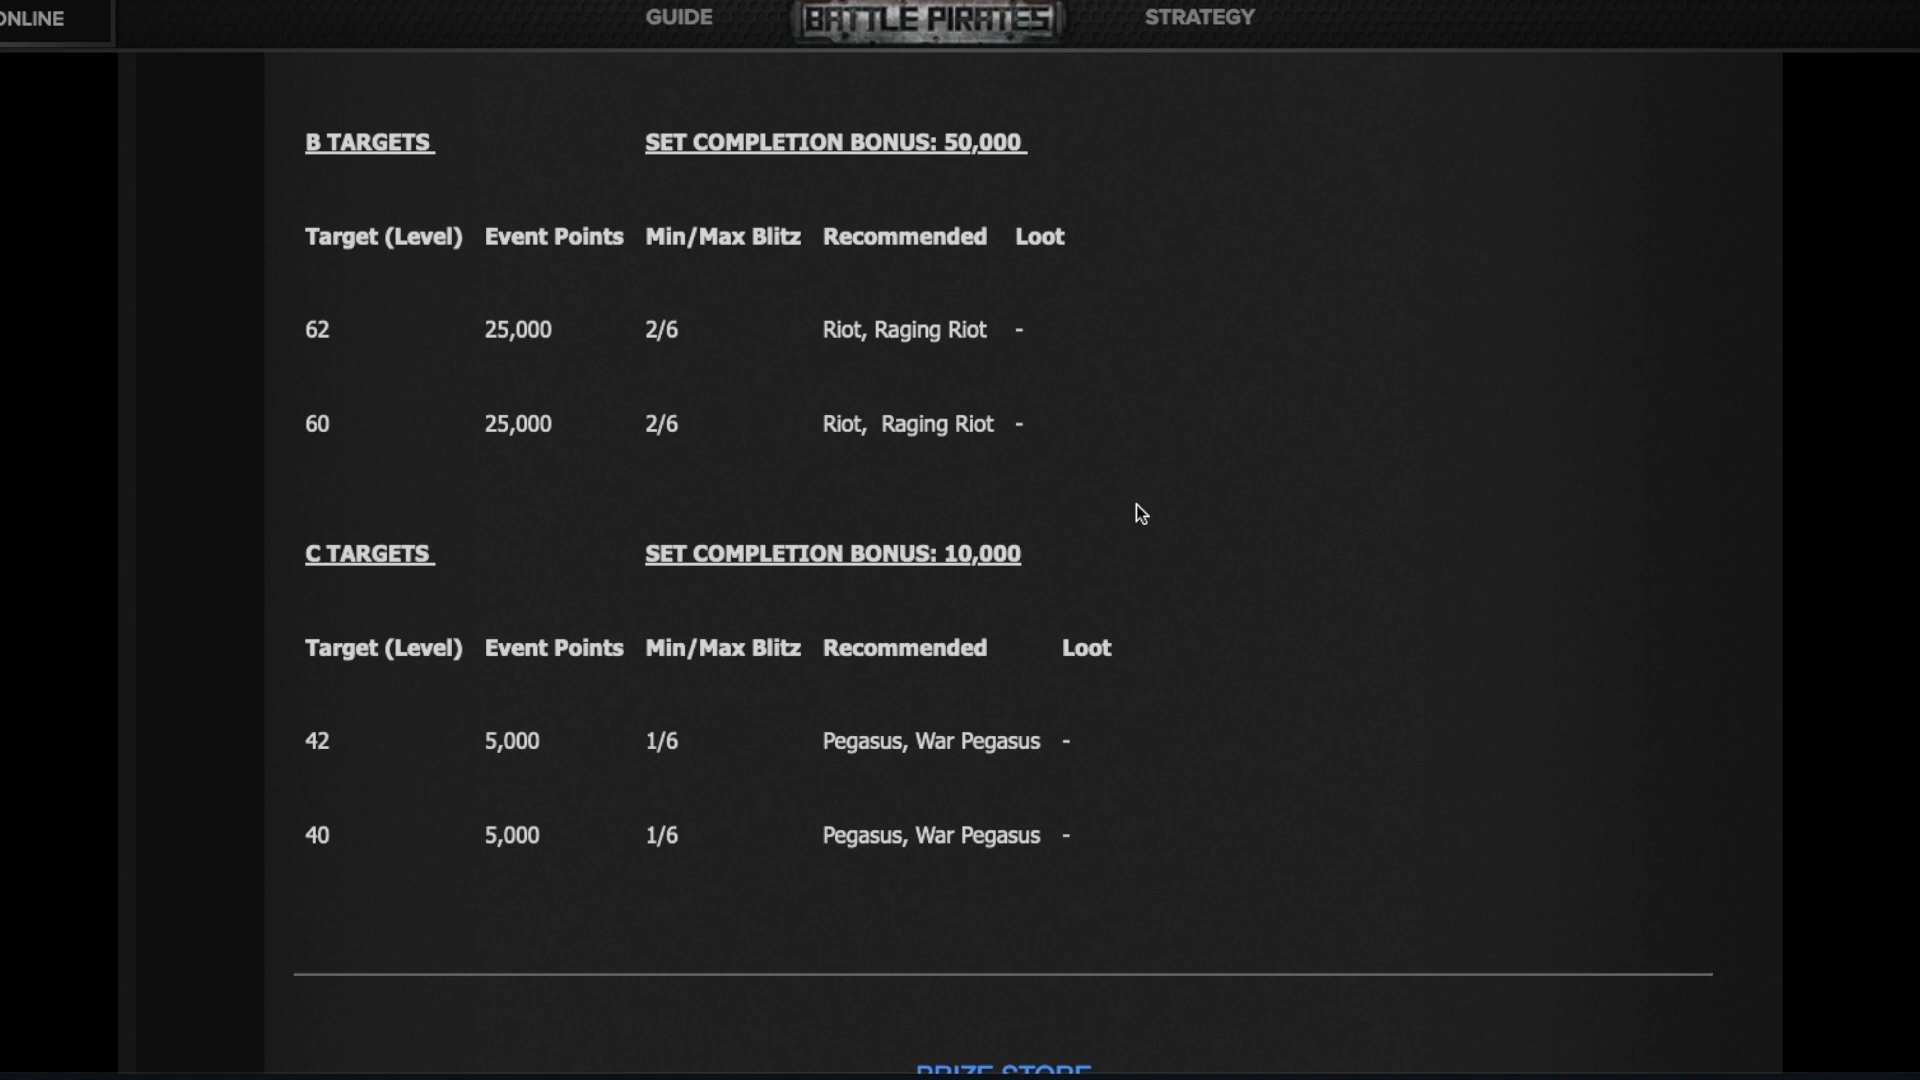 ONLINE GUIDE BATTLE PIRATES STRATEGY
B TARGETS SET COMPLETION BONUS: 50,000
Target (Level) Event Points Min/Max Blitz Recommended Loot
62 25,000 2/6 Riot, Raging Riot -
60 25,000 2/6 Riot, Raging Riot -
C TARGETS SET COMPLETION BONUS: 10,000
Target (Level) Event Points Min/Max Blitz Recommended Loot
42 5,000 1/6 Pegasus, War Pegasus -
40 5,000 1/6 Pegasus, War Pegasus -
PRIZE STORE